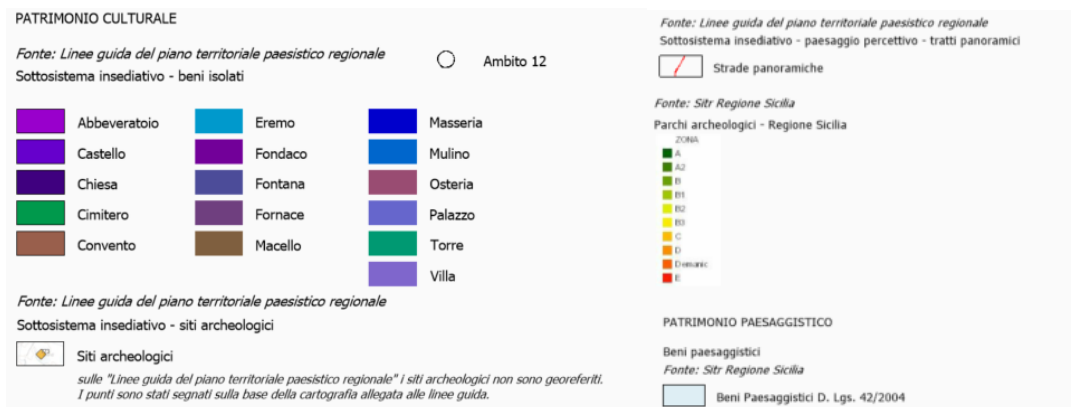 PATRIMONIO CULTURALE
Fonte: Linee guida del piano territoriale paesistico regionale
Sottosistema insediativo - beni isolati
Ambito 12
Abbeveratoio
Castello
Chiesa
Cimitero
Convento
Eremo
Fondaco
Fontana
Fornace
Macello
Masseria
Mulino
Osteria
Palazzo
Torre
Villa
Fonte: Linee guida del piano territoriale paesistico regionale
Sottosistema insediativo - siti archeologici
Siti archeologici
sulle "Linee guida del piano territoriale paesistico regionale" i siti archeologici non sono georeferiti.
I punti sono stati segnati sulla base della cartografia allegata alle linee guida.
Fonte: Linee guida del piano territoriale paesistico regionale
Sottosistema insediativo - paesaggio percettivo - tratti panoramici
Strade panoramiche
Fonte: Sitr Regione Sicilia
Parchi archeologici - Regione Sicilia
ZONA
A
A2
B
B1
B2
B3
C
D
Demanic
E
PATRIMONIO PAESAGGISTICO
Beni paesaggistici
Fonte: Sitr Regione Sicilia
Beni Paesaggistici D. Lgs. 42/2004